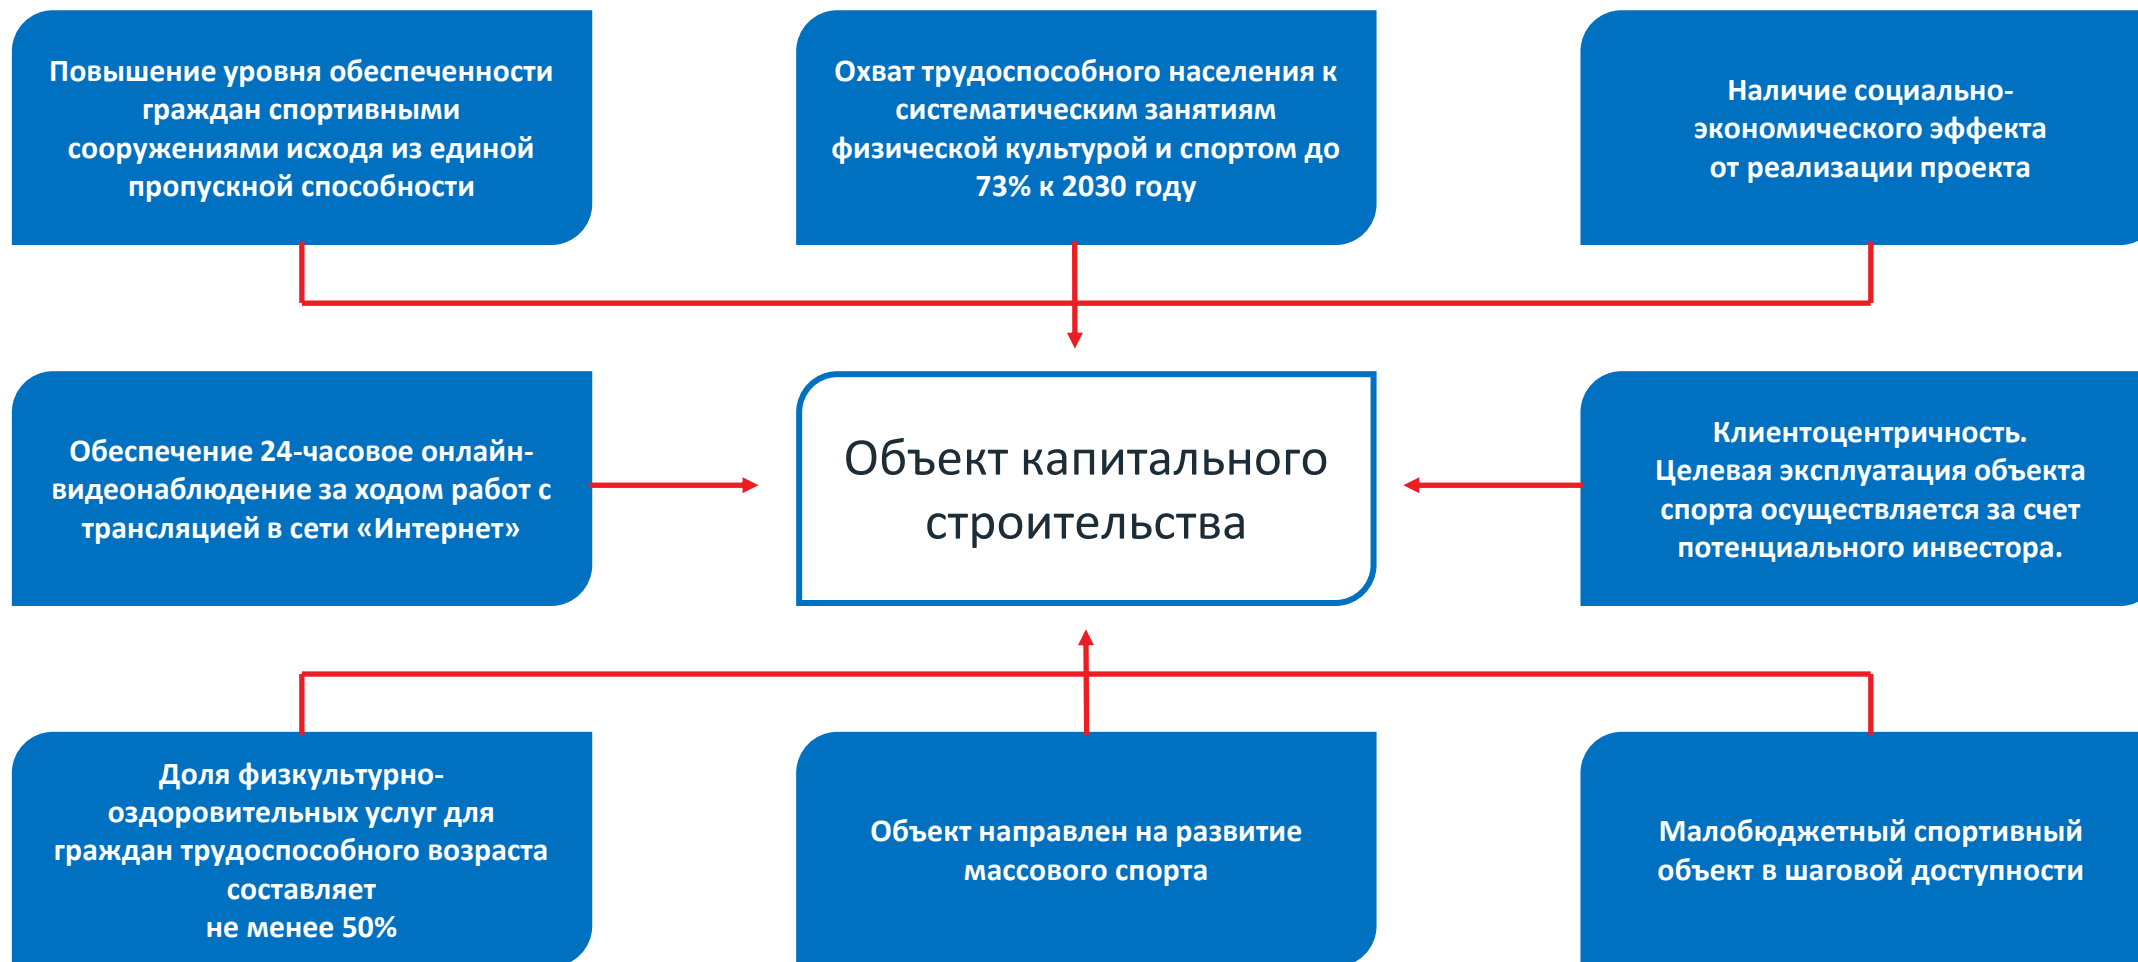 Повышение уровня обеспеченности
граждан спортивными
сооружениями исходя из единой
пропускной способности
Охват трудоспособного населения к
систематическим занятиям
физической культурой и спортом до
73% к 2030 году
Наличие социально-
экономического эффекта
от реализации проекта
Обеспечение 24-часовое онлайн-
видеонаблюдение за ходом работ с
трансляцией в сети «Интернет»
Объект капитального
строительства
Клиентоцентричность.
Целевая эксплуатация объекта
спорта осуществляется за счет
потенциального инвестора.
Доля физкультурно-
оздоровительных услуг для
граждан трудоспособного возраста
составляет
не менее 50%
Объект направлен на развитие
массового спорта
Малобюджетный спортивный
объект в шаговой доступности